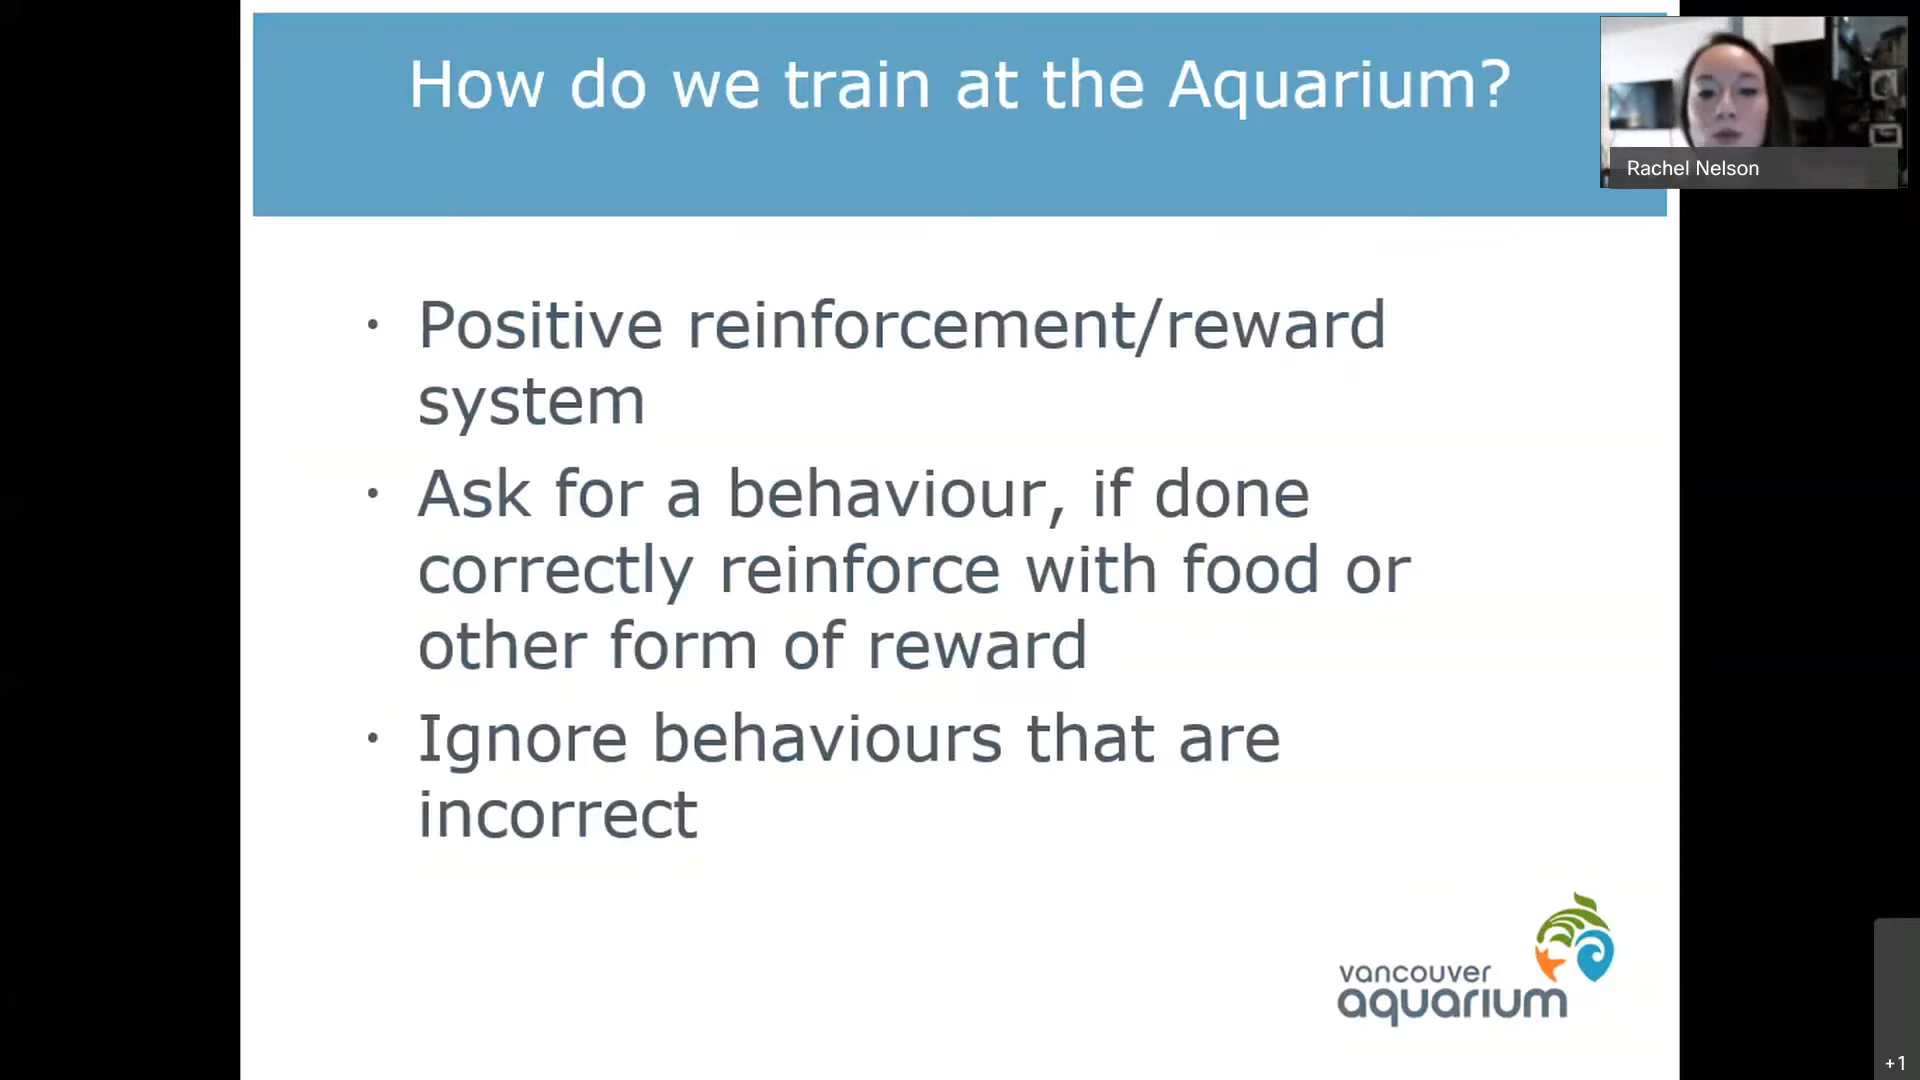 How do we train at the Aquarium?
Rachel Nelson
• Positive reinforcement/reward
system
• Ask for a behaviour, if done
correctly reinforce with food or
other form of reward
• Ignore behaviours that are
incorrect
vancouver
aquarium
+1